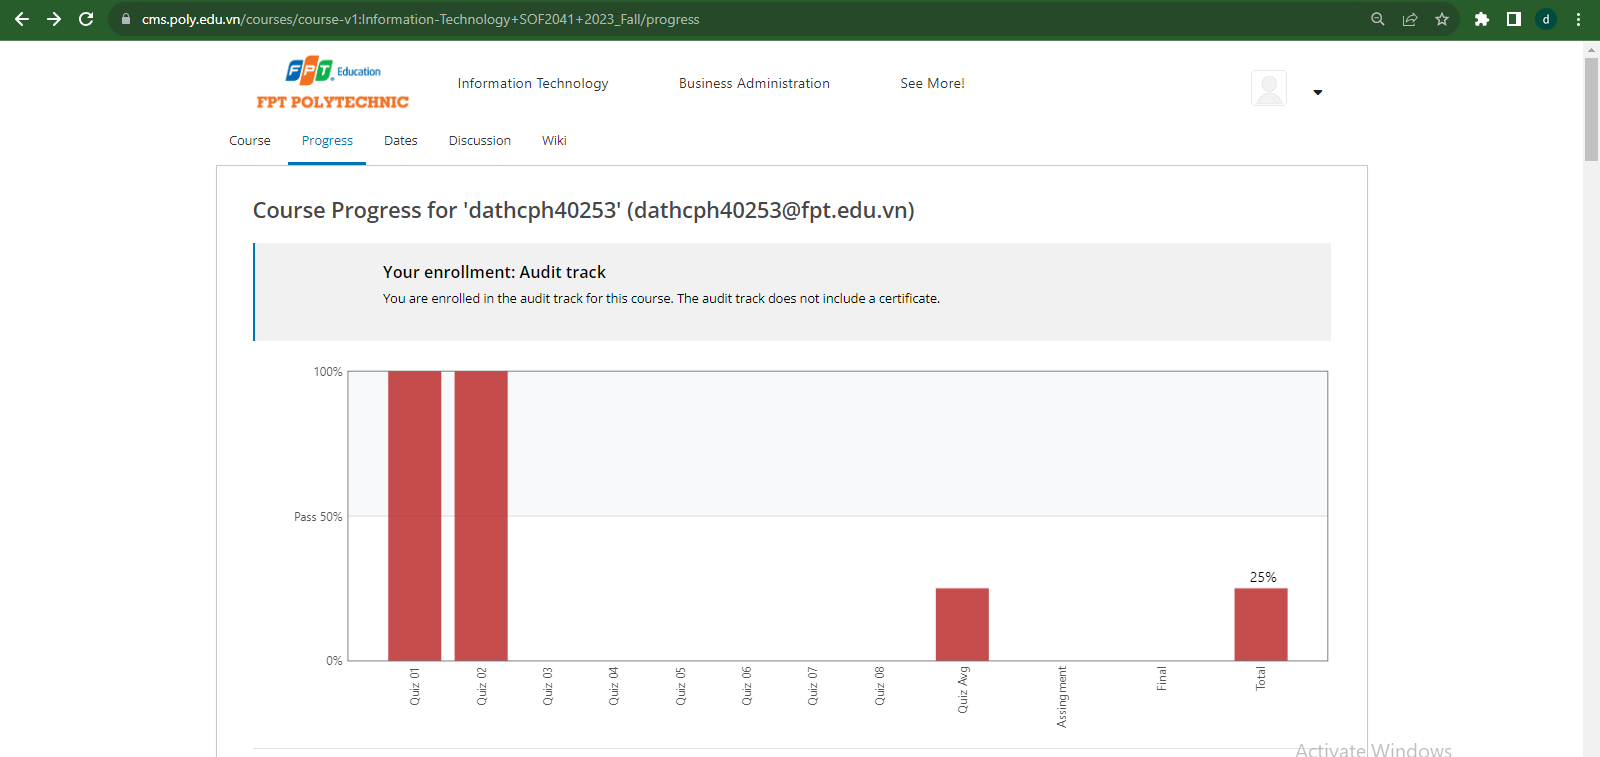 cms.poly.edu.vn/courses/course-v1:Information-Technology+SOF2041+2023_Fall/progress
d
FPT Education
FPT POLYTECHNIC
Information Technology
Business Administration
See More!
Course
Progress
Dates
Discussion
Wiki
Course Progress for 'dathcph40253' (dathcph40253@fpt.edu.vn)
Your enrollment: Audit track
You are enrolled in the audit track for this course. The audit track does not include a certificate.
100%
Pass 50%
0%
25%
Quiz 01
Quiz 02
Quiz 03
Quiz 04
Quiz 05
Quiz 06
Quiz 07
Quiz 08
Quiz Avg
Assingment
Final
Total
Activate Windows